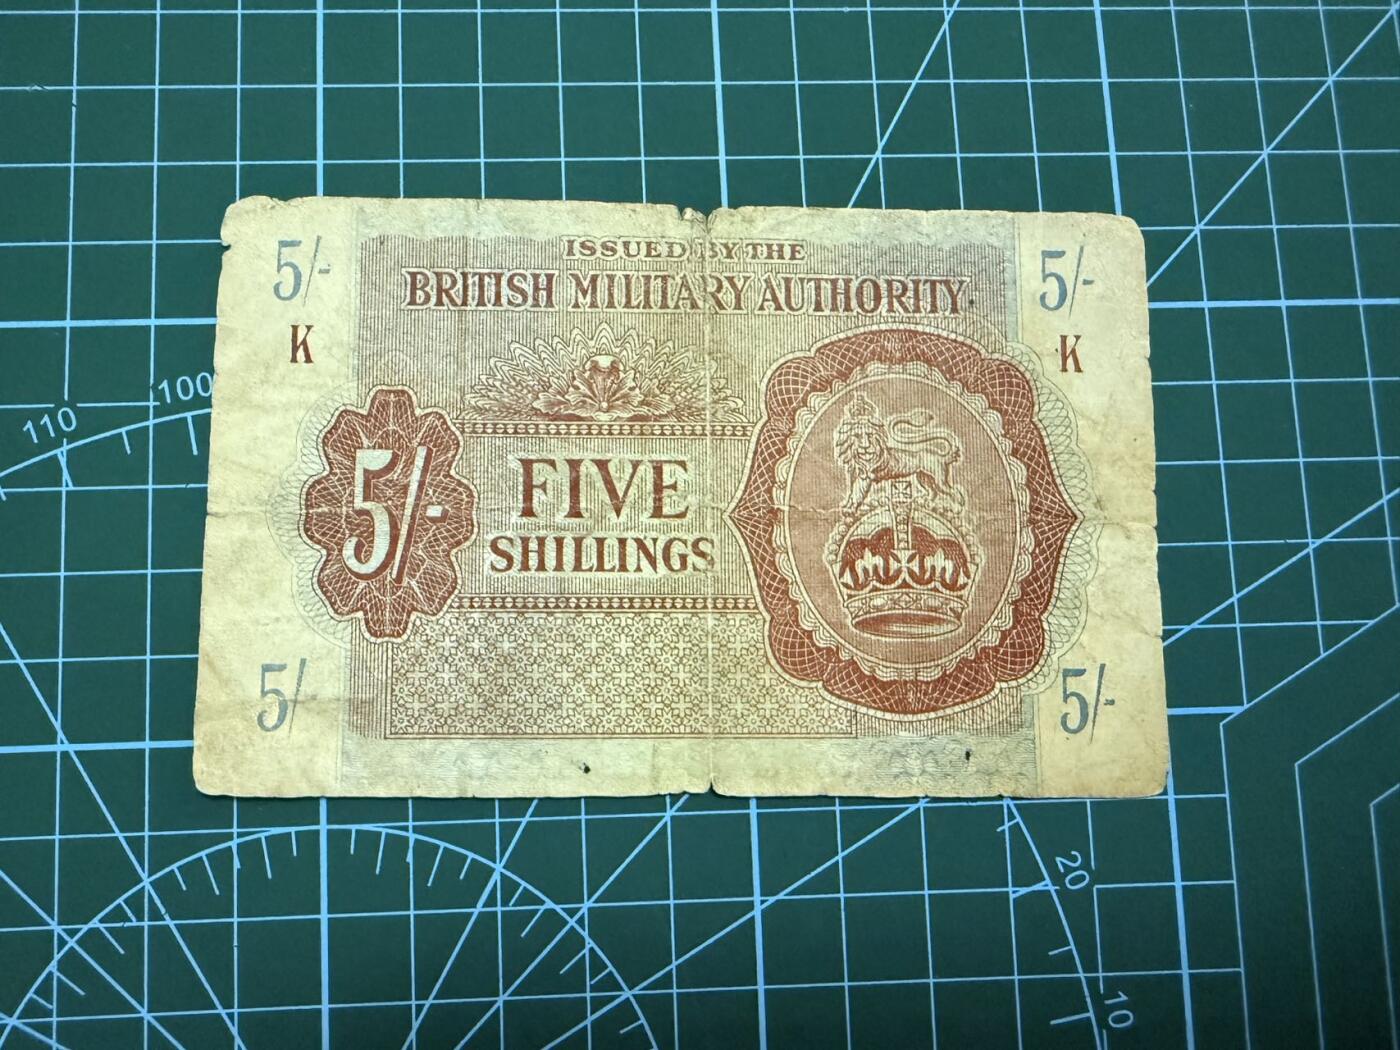 5/- 5/-
ISSUED BY THE
BRITISH MILITARY AUTHORITY
K K
5/-
FIVE
SHILLINGS
5/ 5/-
110
100
20
10